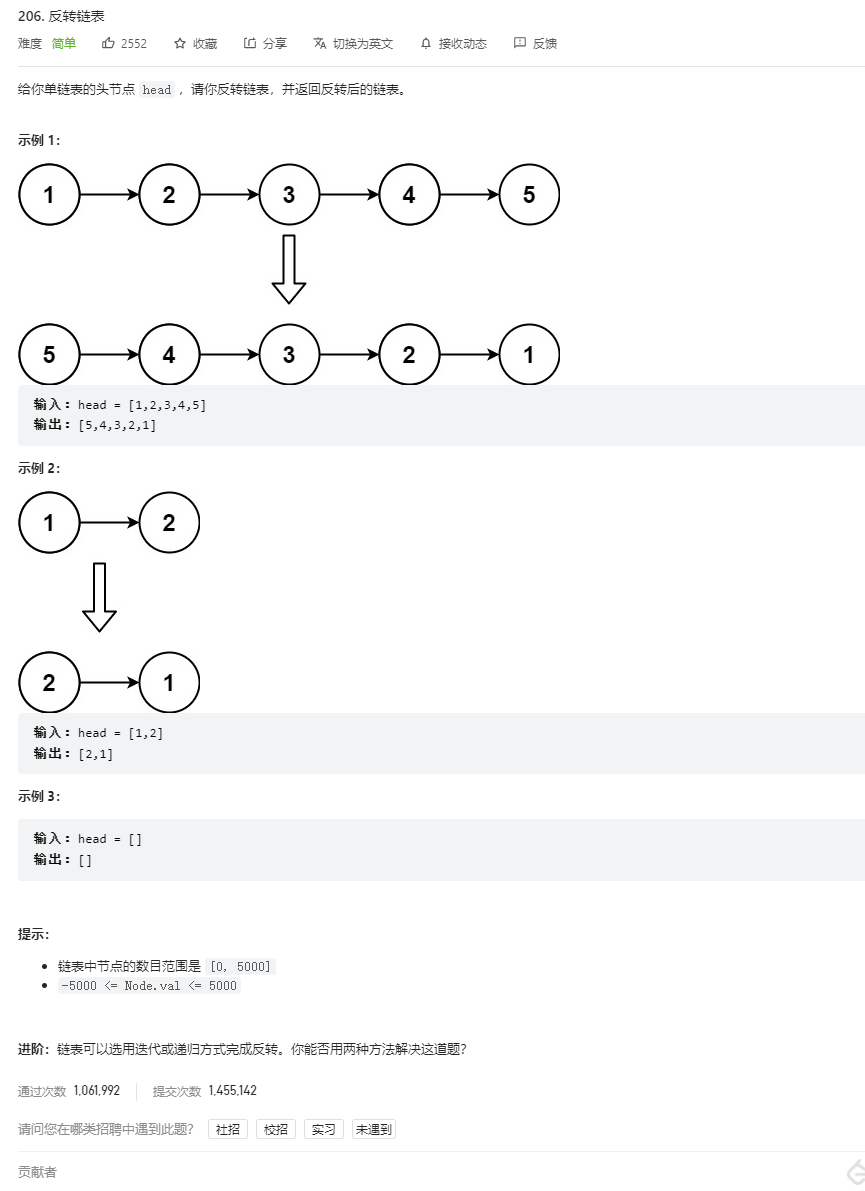 206. 反转链表
难度 简单 2552 收藏 分享 切换为英文 接收动态 反馈
给你单链表的头节点 head ，请你反转链表，并返回反转后的链表。
示例 1：
1 2 3 4 5
5 4 3 2 1
输入：head = [1,2,3,4,5]
输出：[5,4,3,2,1]
示例 2：
1 2
2 1
输入：head = [1,2]
输出：[2,1]
示例 3：
输入：head = []
输出：[]
提示：
链表中节点的数目范围是 [0, 5000]
-5000 <= Node.val <= 5000
进阶：链表可以选用迭代或递归方式完成反转。你能否用两种方法解决这道题？
通过次数 1,061,992 提交次数 1,455,142
请问您在哪类招聘中遇到此题？ 社招 校招 实习 未遇到
贡献者